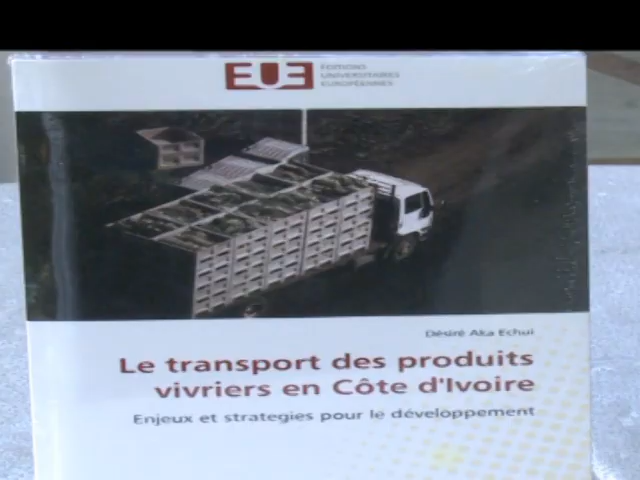 EUE
EDITIONS
UNIVERSITAIRES
EUROPEENNES
Désiré Aka Echui
Le transport des produits
vivriers en Côte d'Ivoire
Enjeux et strategies pour le développement